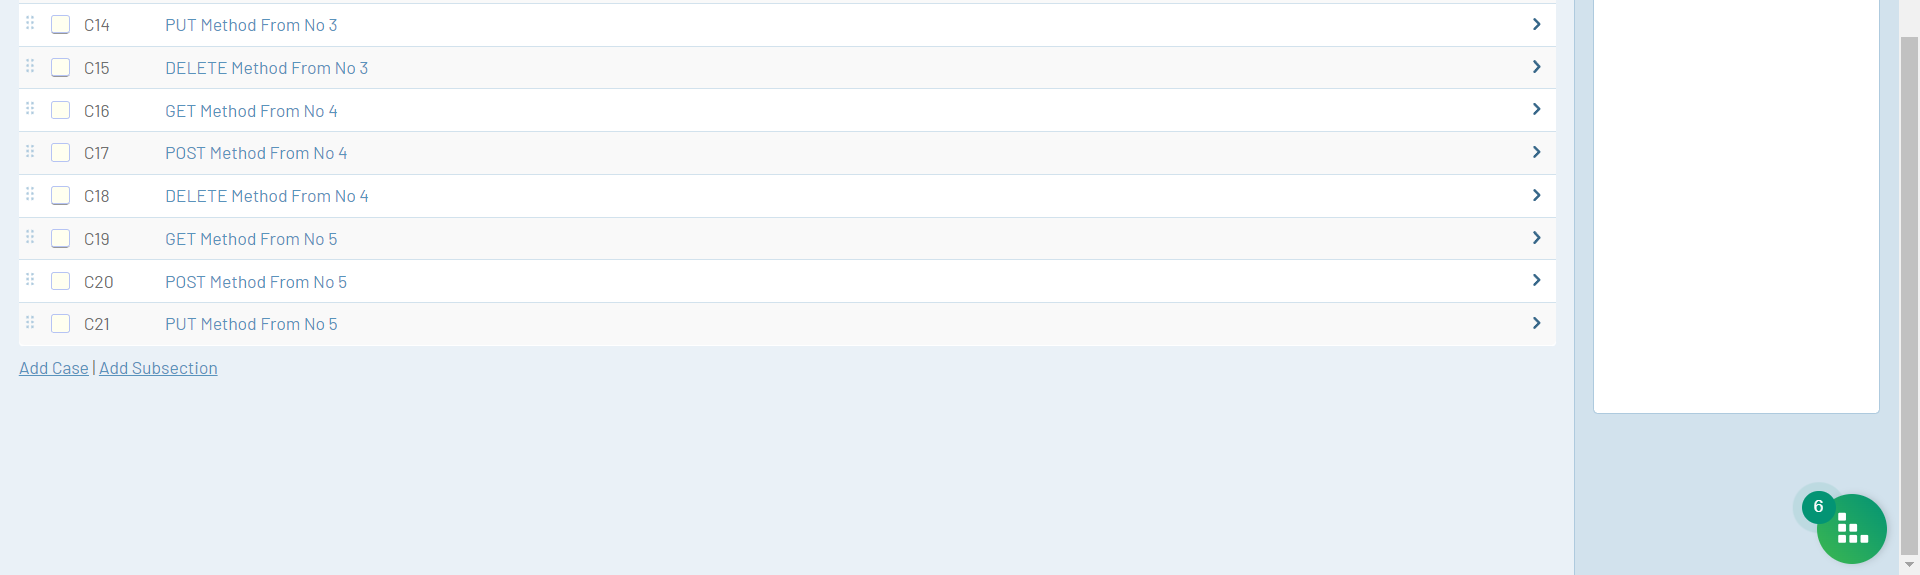 C14 PUT Method From No 3
C15 DELETE Method From No 3
C16 GET Method From No 4
C17 POST Method From No 4
C18 DELETE Method From No 4
C19 GET Method From No 5
C20 POST Method From No 5
C21 PUT Method From No 5
Add Case | Add Subsection
6